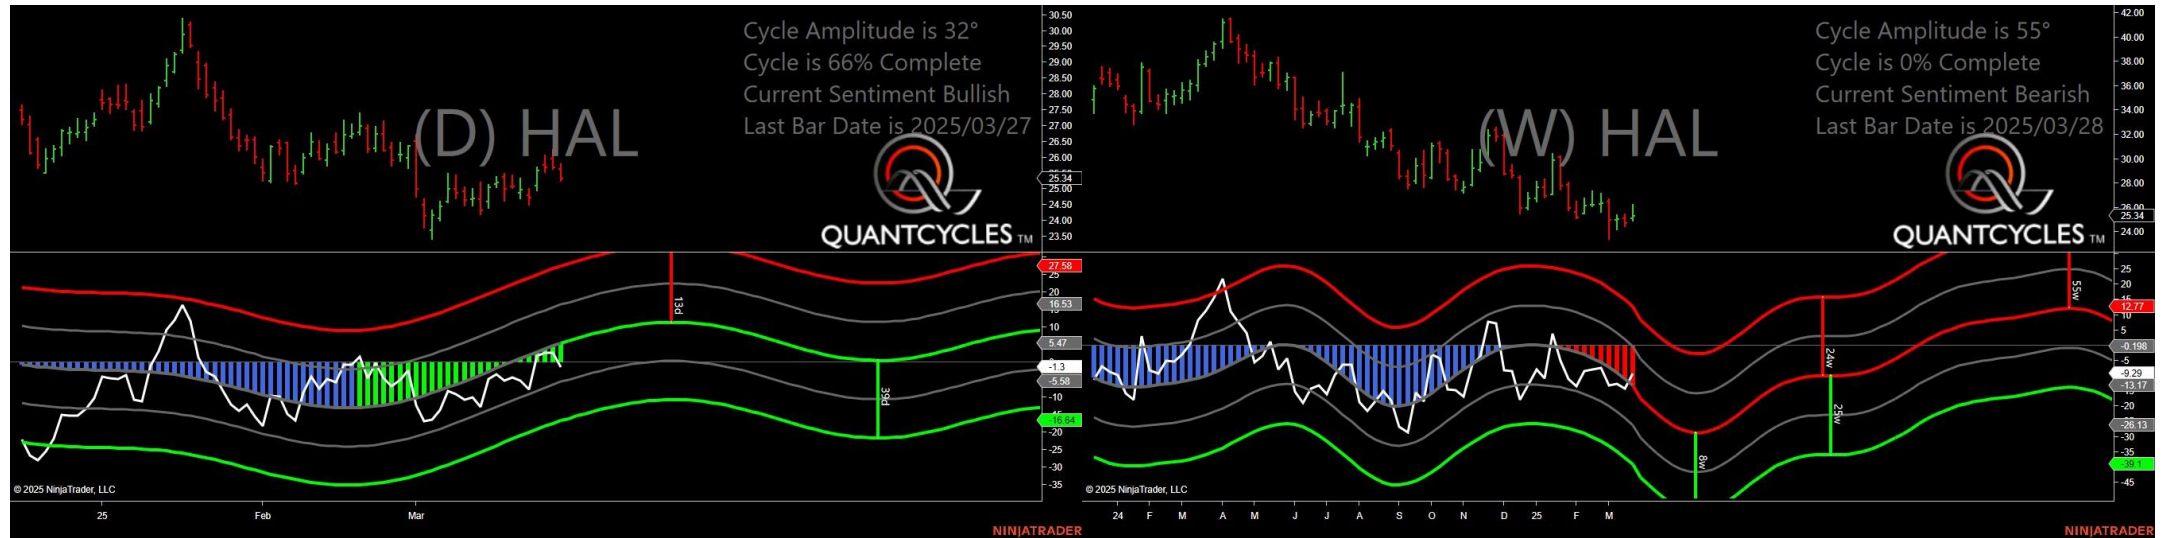 Cycle Amplitude is 32°
Cycle is 66% Complete
Current Sentiment Bullish
Last Bar Date is 2025/03/27
(D) HAL
QUANTCYCLES TM
30.50
30.00
29.50
29.00
28.50
28.00
27.50
27.00
26.50
26.00
25.34
25.00
24.50
24.00
23.50
27.58
25
20
16.53
10
5.47
-1.3
-5.58
-10
-16.64
-20
-25
-30
-35
13d
39d
© 2025 NinjaTrader, LLC
25
Feb
Mar
NINJATRADER
Cycle Amplitude is 55°
Cycle is 0% Complete
Current Sentiment Bearish
Last Bar Date is 2025/03/28
(W) HAL
QUANTCYCLES TM
42.00
40.00
38.00
36.00
34.00
32.00
30.00
28.00
26.00
25.34
24.00
25
20
12.77
10
5
-0.198
-5
-9.29
-13.17
-20
-26.13
-30
-35
-39.1
-45
55w
24w
25w
8w
© 2025 NinjaTrader, LLC
24 F M A M J J A S O N D 25 F M
NINJATRADER